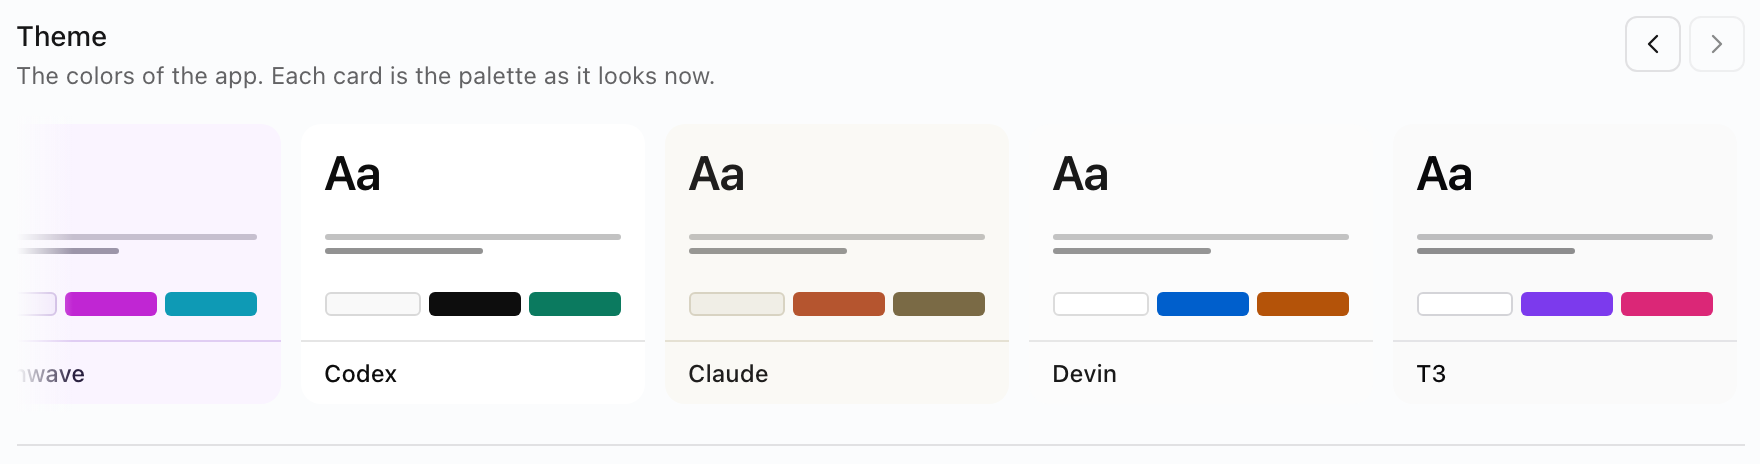 Theme
The colors of the app. Each card is the palette as it looks now.
Aa Aa Aa Aa
wave Codex Claude Devin T3